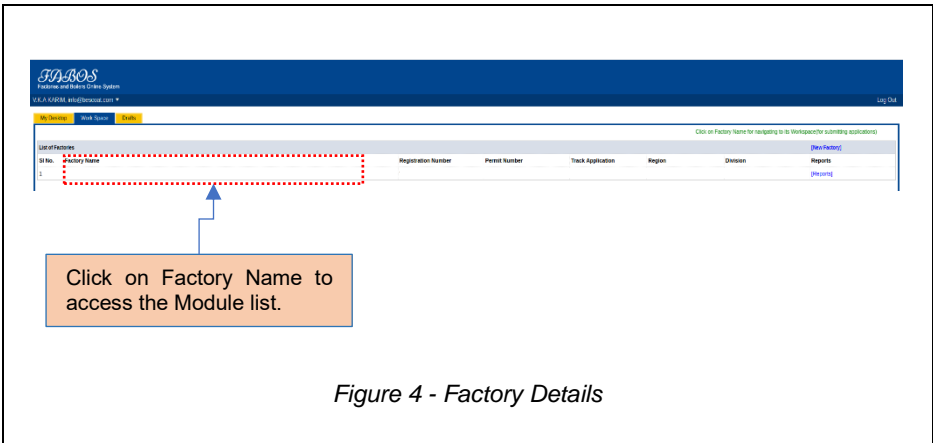 FABOS
Factories and Boilers Online System
V.K.A KARIM, info@bescoat.com ▼ Log Out
My Desktop Work Space Drafts
Click on Factory Name for navigating to its Workspace(for submitting applications)
List of Factories [New Factory]
Sl No. Factory Name Registration Number Permit Number Track Application Region Division Reports
1 [Reports]
Click on Factory Name to
access the Module list.
Figure 4 - Factory Details